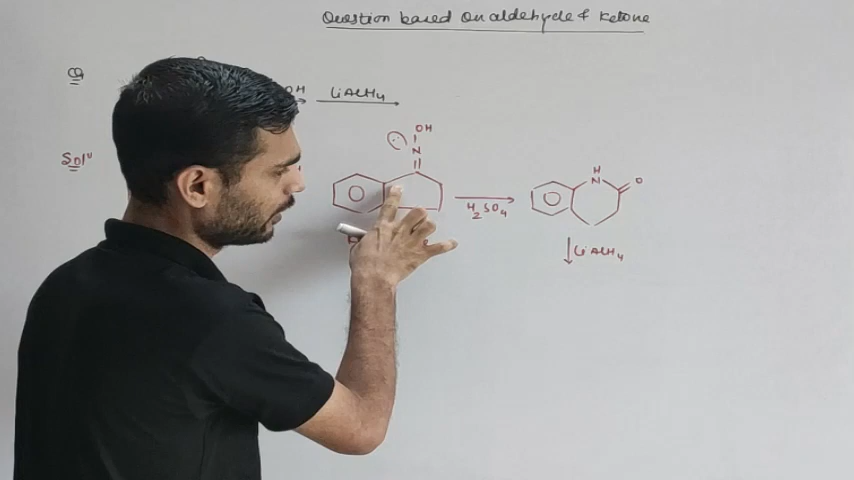 Question based on aldehyde & Ketone
Q
OH LiAlH4
Solⁿ
OH
N
H2SO4
H
N
O
LiAlH4